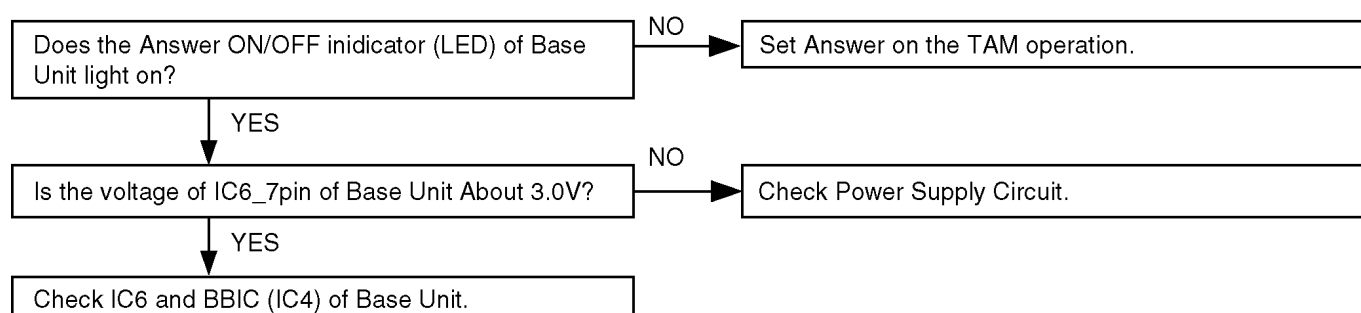 Does the Answer ON/OFF inidicator (LED) of Base
Unit light on?
NO
Set Answer on the TAM operation.
YES
Is the voltage of IC6_7pin of Base Unit About 3.0V?
NO
Check Power Supply Circuit.
YES
Check IC6 and BBIC (IC4) of Base Unit.